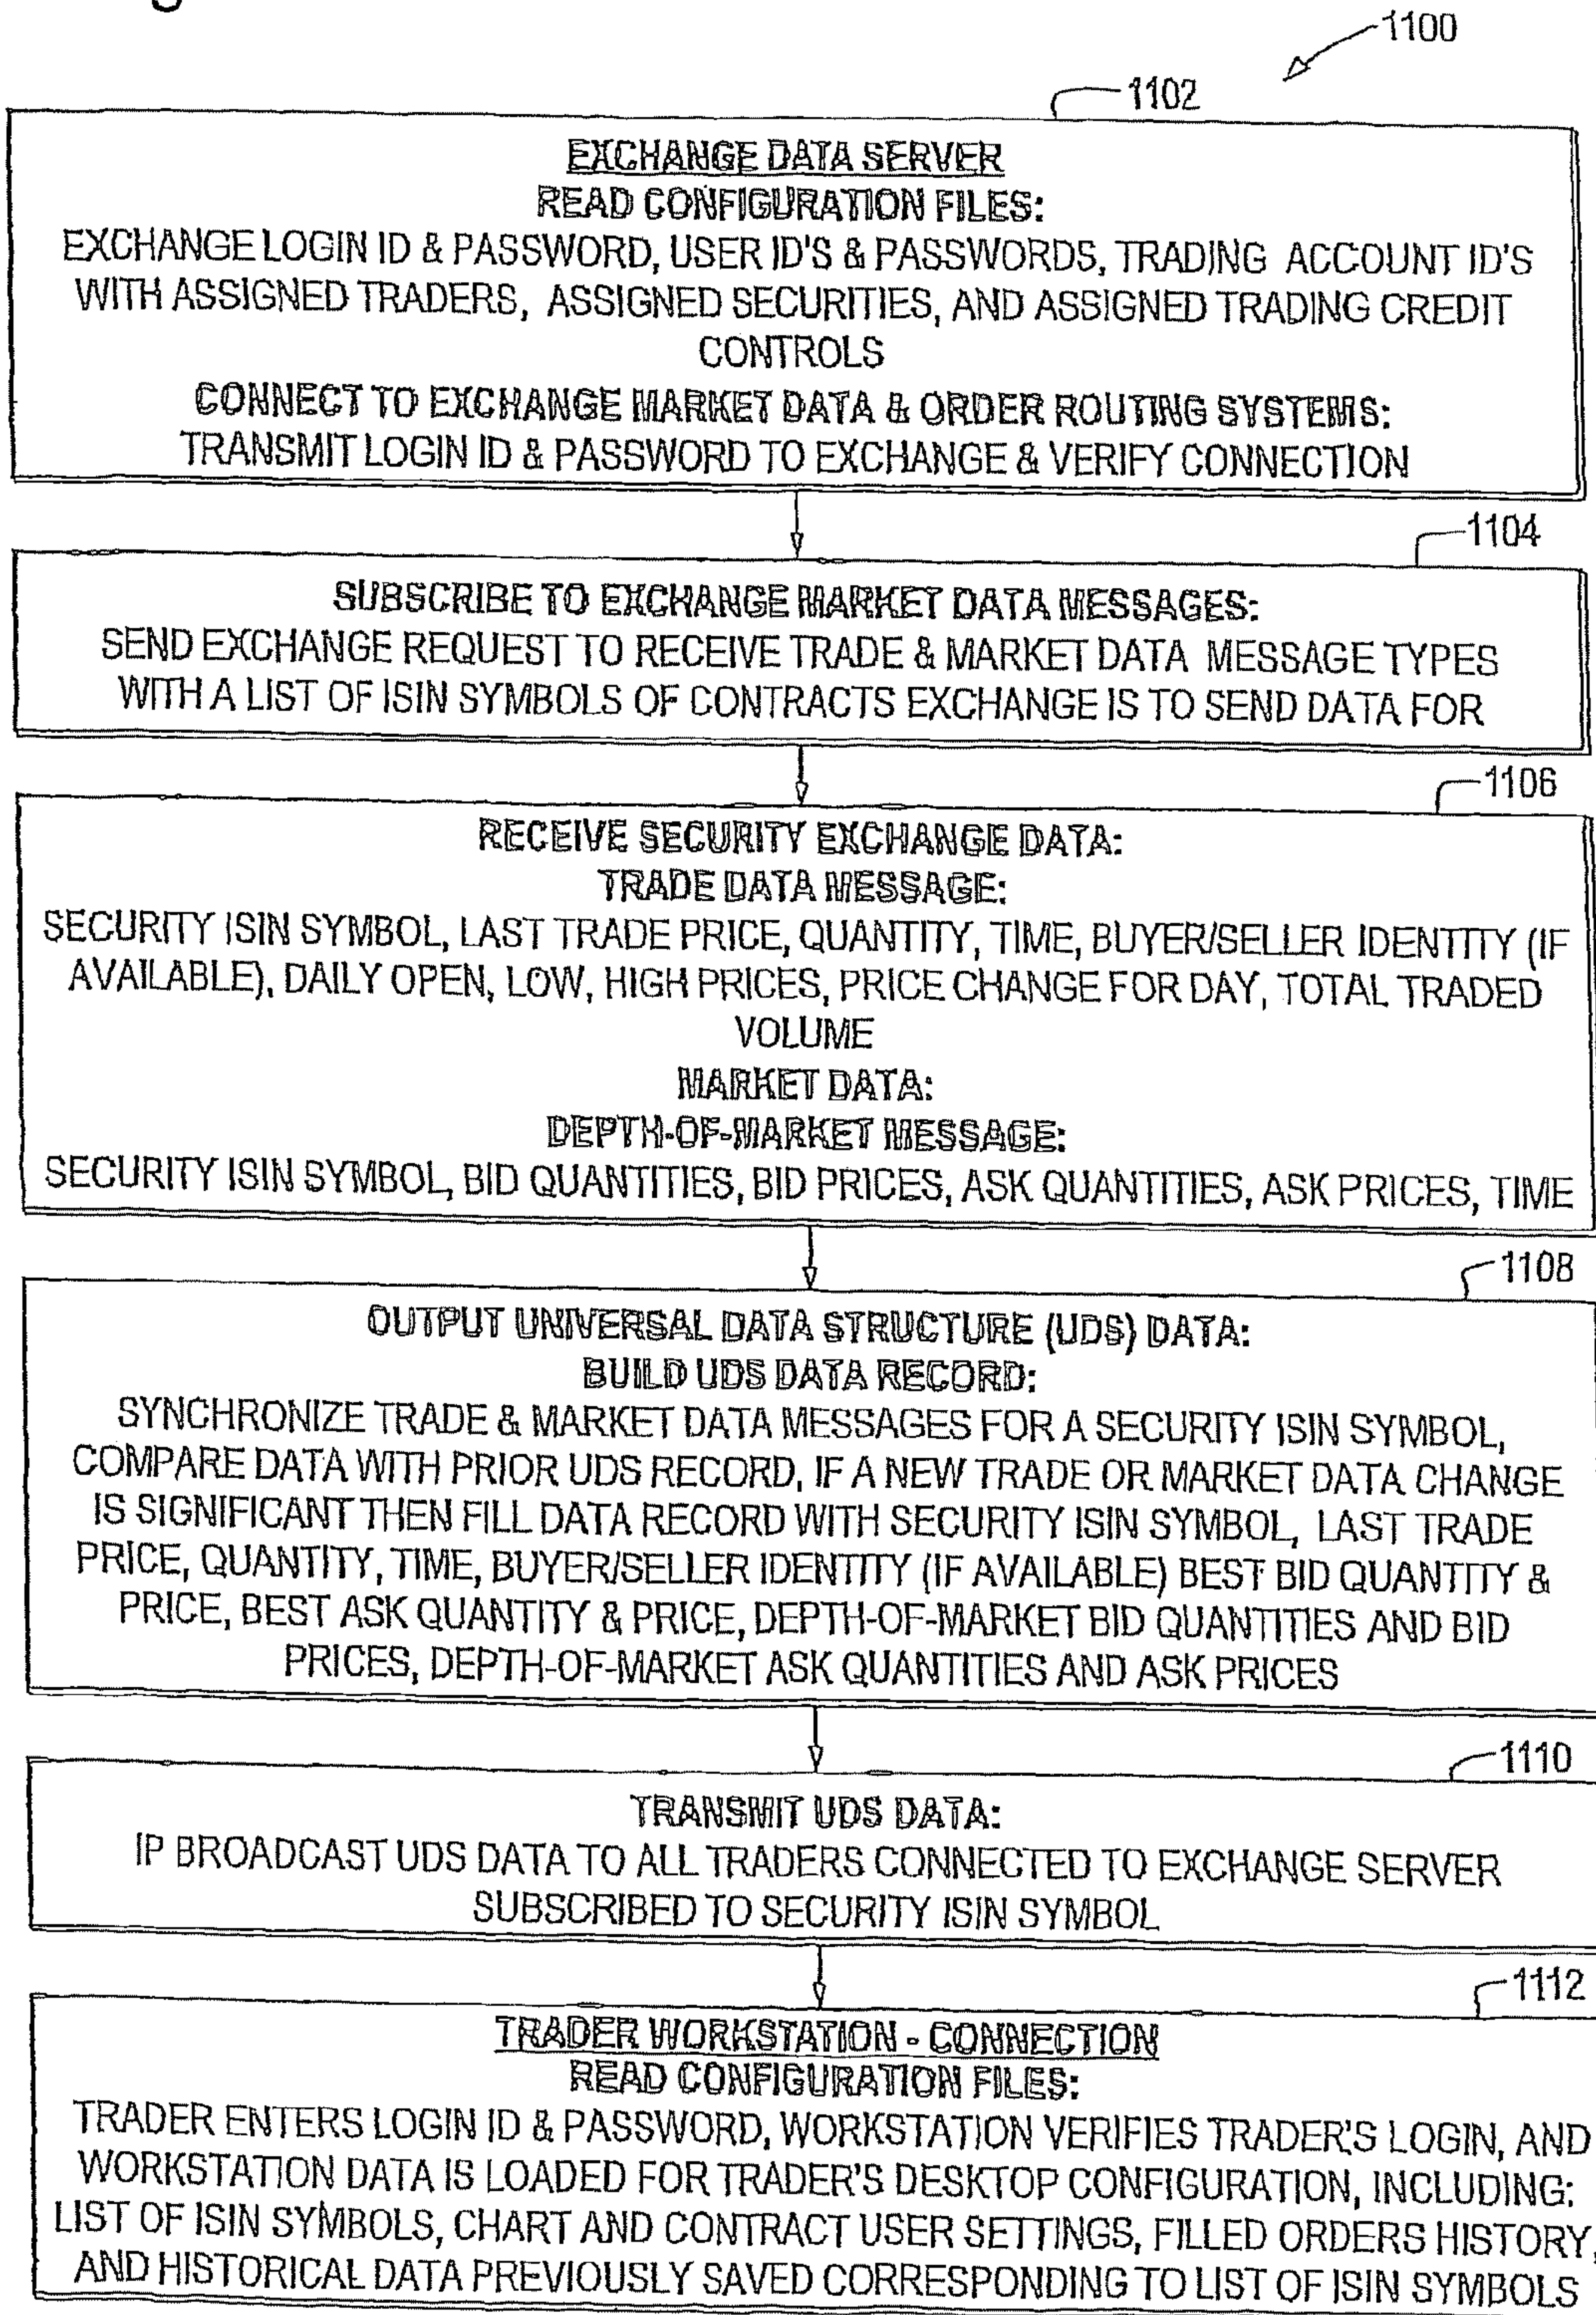 1100
1102
EXCHANGE DATA SERVER
READ CONFIGURATION FILES:
EXCHANGE LOGIN ID & PASSWORD, USER ID'S & PASSWORDS, TRADING ACCOUNT ID'S
WITH ASSIGNED TRADERS, ASSIGNED SECURITIES, AND ASSIGNED TRADING CREDIT
CONTROLS
CONNECT TO EXCHANGE MARKET DATA & ORDER ROUTING SYSTEMS:
TRANSMIT LOGIN ID & PASSWORD TO EXCHANGE & VERIFY CONNECTION
1104
SUBSCRIBE TO EXCHANGE MARKET DATA MESSAGES:
SEND EXCHANGE REQUEST TO RECEIVE TRADE & MARKET DATA MESSAGE TYPES
WITH A LIST OF ISIN SYMBOLS OF CONTRACTS EXCHANGE IS TO SEND DATA FOR
1106
RECEIVE SECURITY EXCHANGE DATA:
TRADE DATA MESSAGE:
SECURITY ISIN SYMBOL, LAST TRADE PRICE, QUANTITY, TIME, BUYER/SELLER IDENTITY (IF
AVAILABLE), DAILY OPEN, LOW, HIGH PRICES, PRICE CHANGE FOR DAY, TOTAL TRADED
VOLUME
MARKET DATA:
DEPTH-OF-MARKET MESSAGE:
SECURITY ISIN SYMBOL, BID QUANTITIES, BID PRICES, ASK QUANTITIES, ASK PRICES, TIME
1108
OUTPUT UNIVERSAL DATA STRUCTURE (UDS) DATA:
BUILD UDS DATA RECORD:
SYNCHRONIZE TRADE & MARKET DATA MESSAGES FOR A SECURITY ISIN SYMBOL,
COMPARE DATA WITH PRIOR UDS RECORD, IF A NEW TRADE OR MARKET DATA CHANGE
IS SIGNIFICANT THEN FILL DATA RECORD WITH SECURITY ISIN SYMBOL, LAST TRADE
PRICE, QUANTITY, TIME, BUYER/SELLER IDENTITY (IF AVAILABLE) BEST BID QUANTITY &
PRICE, BEST ASK QUANTITY & PRICE, DEPTH-OF-MARKET BID QUANTITIES AND BID
PRICES, DEPTH-OF-MARKET ASK QUANTITIES AND ASK PRICES
1110
TRANSMIT UDS DATA:
IP BROADCAST UDS DATA TO ALL TRADERS CONNECTED TO EXCHANGE SERVER
SUBSCRIBED TO SECURITY ISIN SYMBOL
1112
TRADER WORKSTATION - CONNECTION
READ CONFIGURATION FILES:
TRADER ENTERS LOGIN ID & PASSWORD, WORKSTATION VERIFIES TRADER'S LOGIN, AND
WORKSTATION DATA IS LOADED FOR TRADER'S DESKTOP CONFIGURATION, INCLUDING:
LIST OF ISIN SYMBOLS, CHART AND CONTRACT USER SETTINGS, FILLED ORDERS HISTORY,
AND HISTORICAL DATA PREVIOUSLY SAVED CORRESPONDING TO LIST OF ISIN SYMBOLS